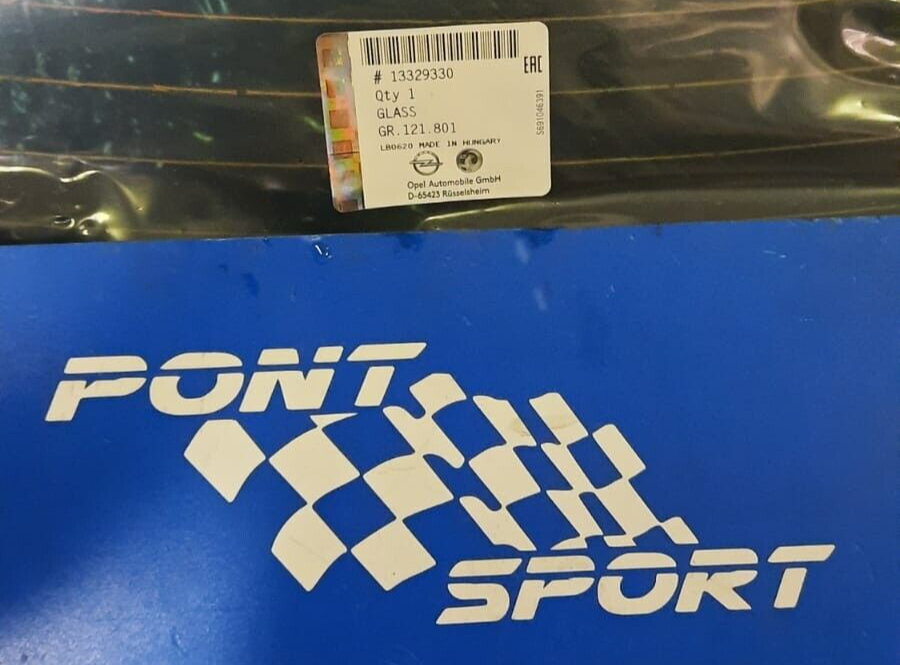 # 13329330
EAC
Qty 1
GLASS
GR.121.801
LB0620 MADE IN HUNGARY
Opel Automobile GmbH
D-65423 Rüsselsheim
S691046391
PONT
SPORT